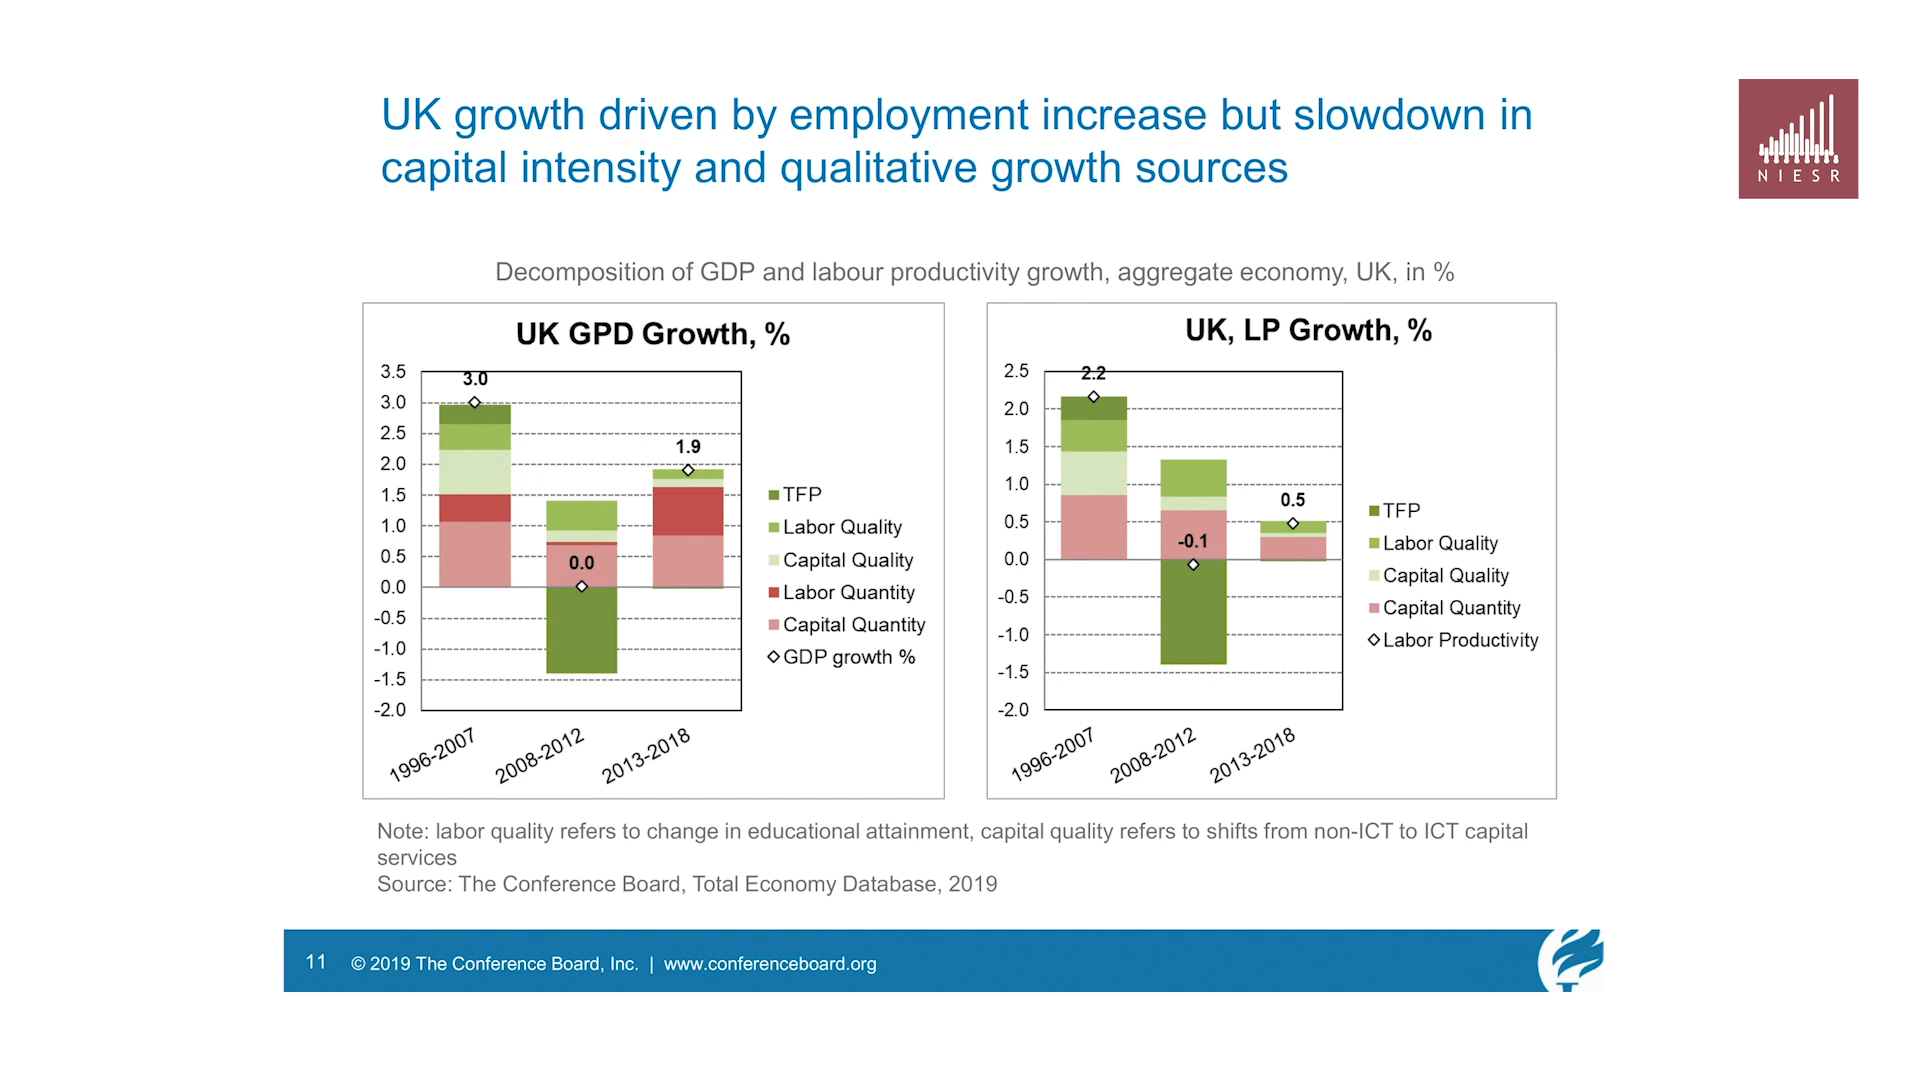 UK growth driven by employment increase but slowdown in
capital intensity and qualitative growth sources
NIESR
Decomposition of GDP and labour productivity growth, aggregate economy, UK, in %
UK GPD Growth, %
3.5
3.0
2.5
2.0
1.5
1.0
0.5
0.0
-0.5
-1.0
-1.5
-2.0
3.0
0.0
1.9
1996-2007
2008-2012
2013-2018
TFP
Labor Quality
Capital Quality
Labor Quantity
Capital Quantity
GDP growth %
UK, LP Growth, %
2.5
2.0
1.5
1.0
0.5
0.0
-0.5
-1.0
-1.5
-2.0
2.2
-0.1
0.5
1996-2007
2008-2012
2013-2018
TFP
Labor Quality
Capital Quality
Capital Quantity
Labor Productivity
Note: labor quality refers to change in educational attainment, capital quality refers to shifts from non-ICT to ICT capital
services
Source: The Conference Board, Total Economy Database, 2019
11 © 2019 The Conference Board, Inc. | www.conferenceboard.org